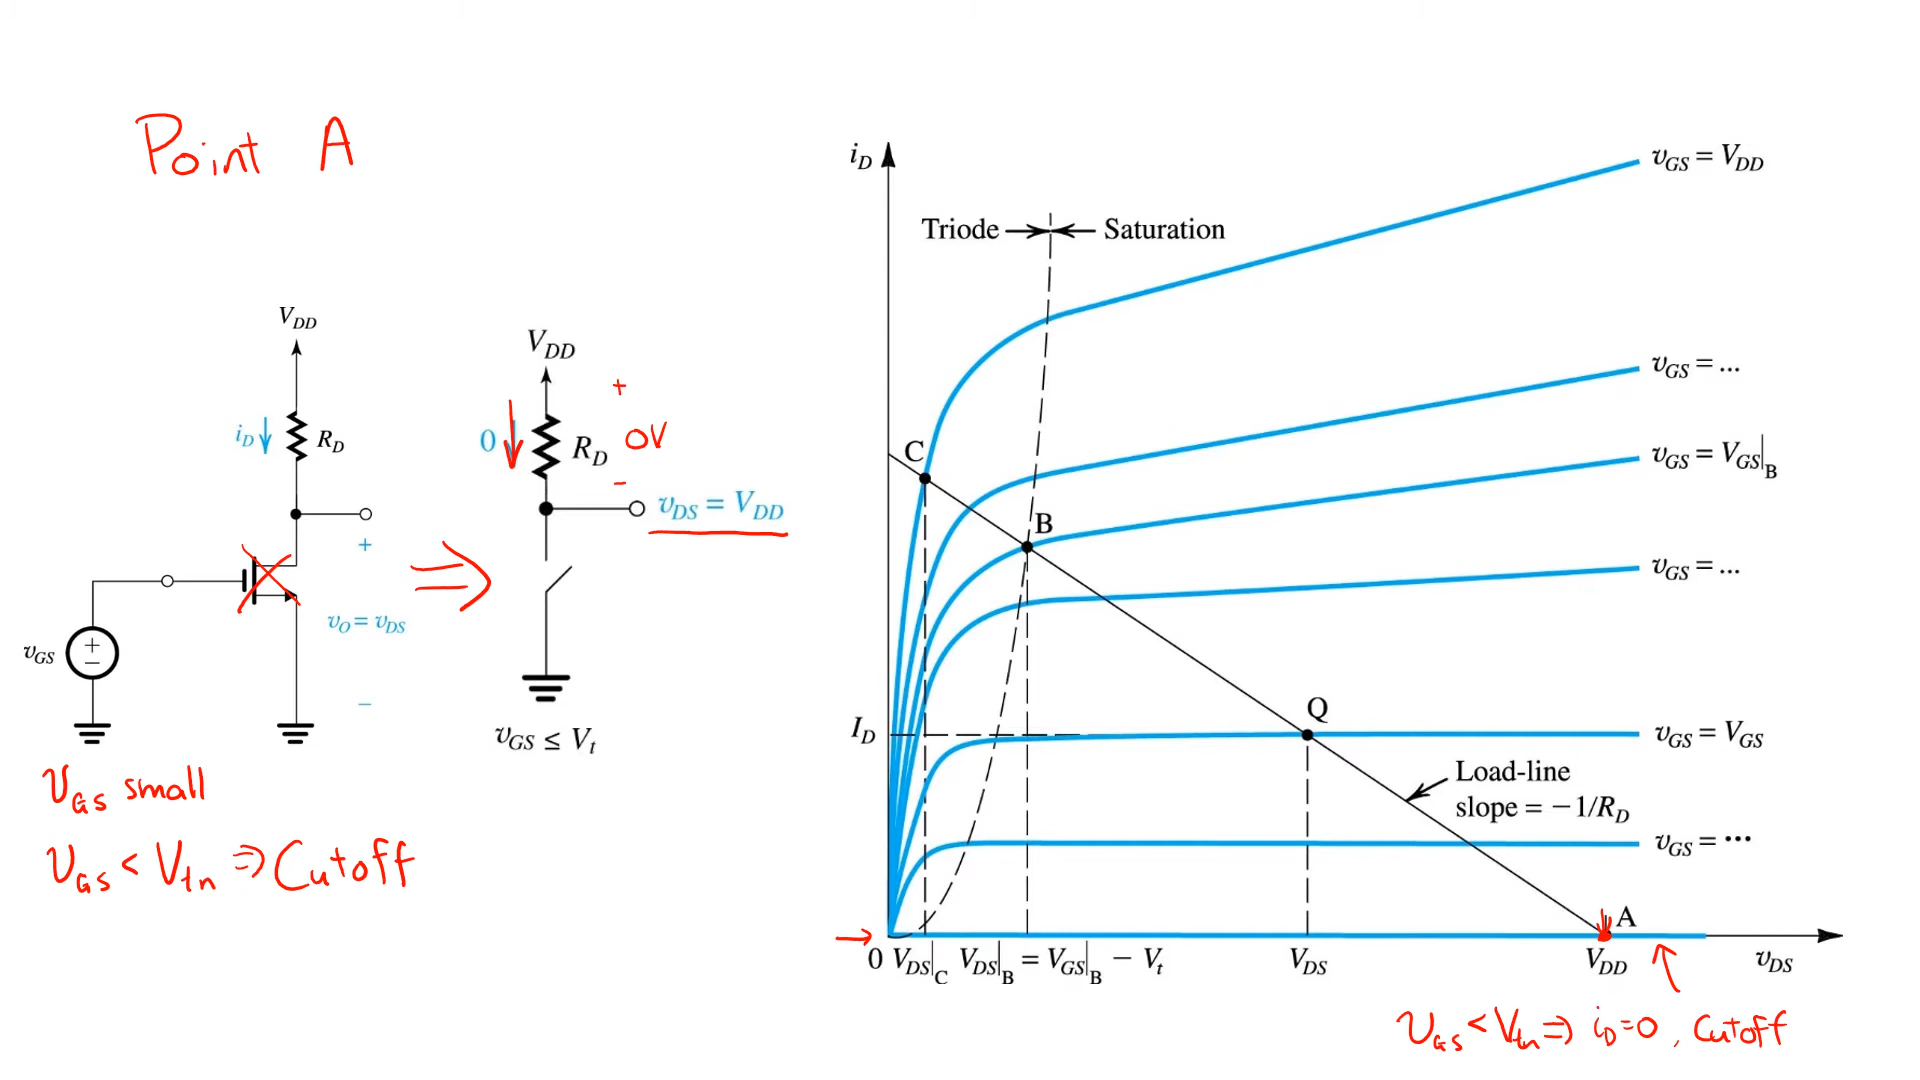 Point A
V_DD
i_D
R_D
+
v_O = v_DS
−
v_GS
+
−
V_DD
0
R_D
+
0V
-
v_DS = V_DD
v_GS ≤ V_t
v_GS small
v_GS < V_tn ⇒ Cutoff
i_D
v_GS = V_DD
Triode
Saturation
v_GS = ...
C
v_GS = V_GS|_B
B
v_GS = ...
Q
I_D
v_GS = V_GS
Load-line
slope = −1/R_D
v_GS = ...
A
0
V_DS|_C
V_DS|_B = V_GS|_B − V_t
V_DS
V_DD
v_DS
v_GS < V_tn ⇒ i_D = 0, Cutoff